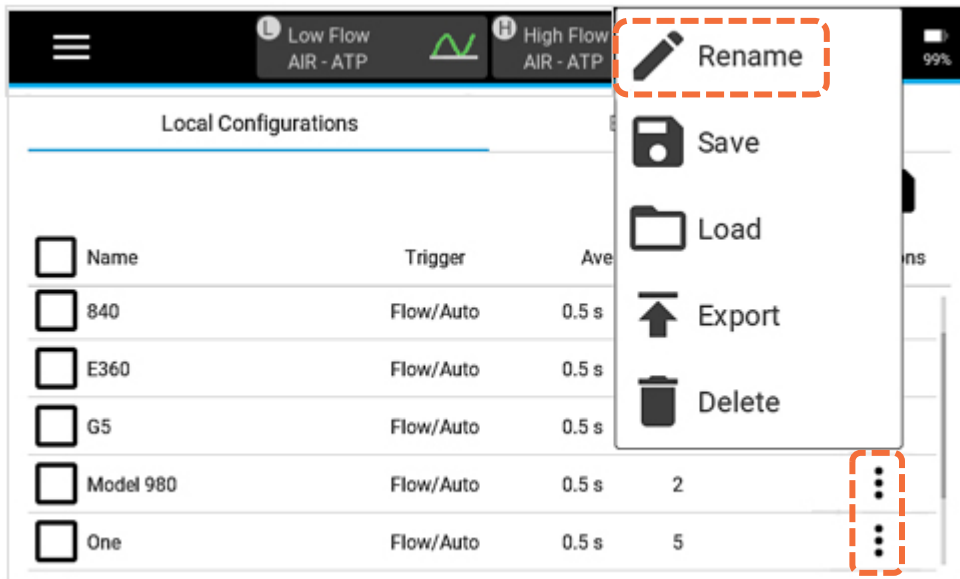 L Low Flow
AIR - ATP
H High Flow
AIR - ATP
99%
Rename
Save
Load
Export
Delete
Local Configurations
Name Trigger Ave ons
840 Flow/Auto 0.5 s
E360 Flow/Auto 0.5 s
G5 Flow/Auto 0.5 s
Model 980 Flow/Auto 0.5 s 2
One Flow/Auto 0.5 s 5